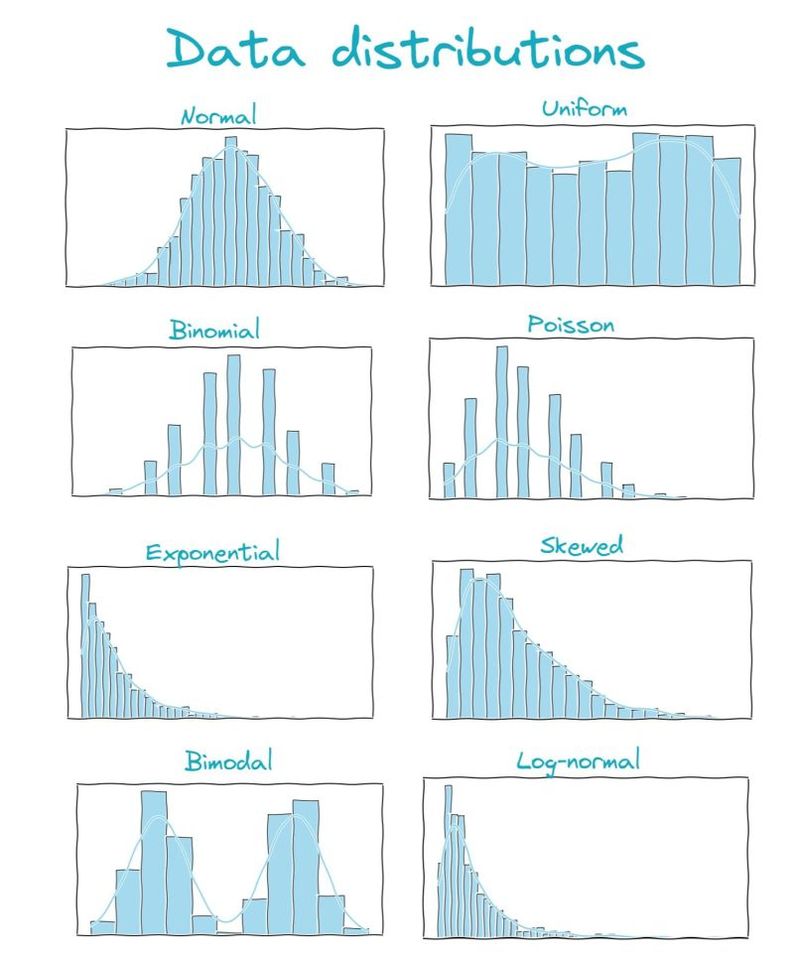 Data distributions
Normal
Uniform
Binomial
Poisson
Exponential
Skewed
Bimodal
Log-normal